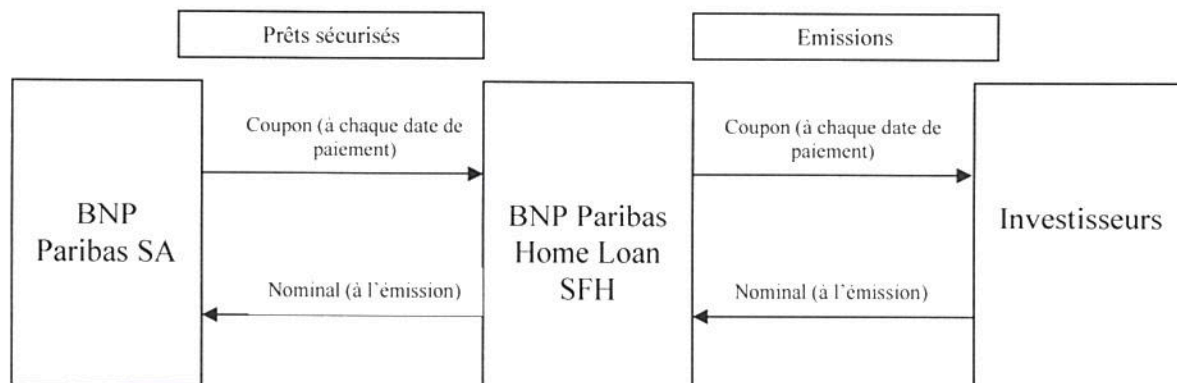 Prêts sécurisés
Emissions
Coupon (à chaque date de
paiement)
Coupon (à chaque date de
paiement)
BNP
Paribas SA
BNP Paribas
Home Loan
SFH
Investisseurs
Nominal (à l'émission)
Nominal (à l'émission)